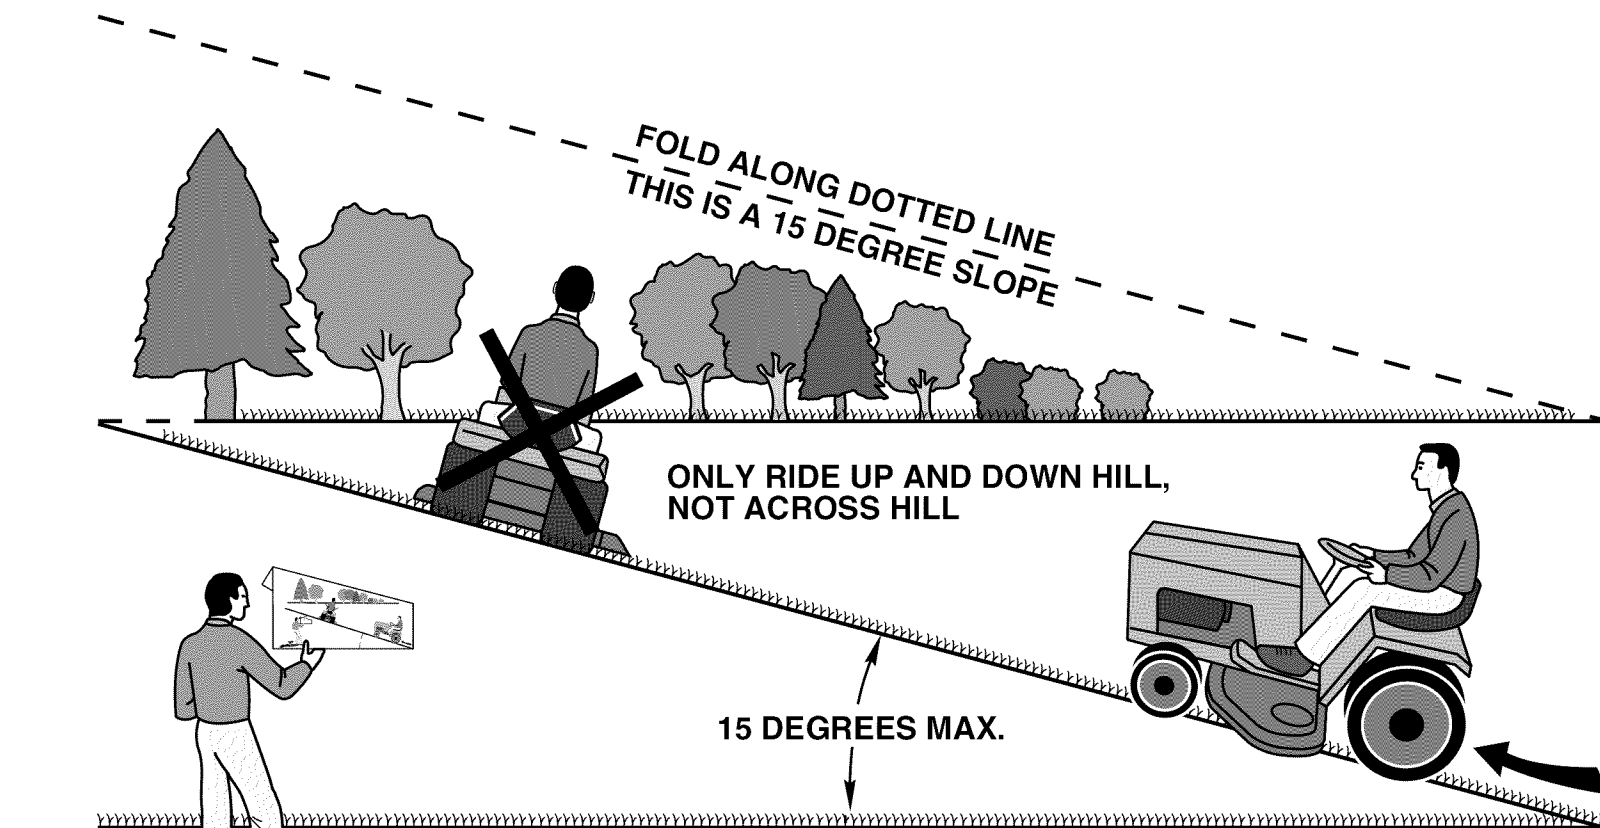 FOLD ALONG DOTTED LINE
THIS IS A 15 DEGREE SLOPE
ONLY RIDE UP AND DOWN HILL,
NOT ACROSS HILL
15 DEGREES MAX.